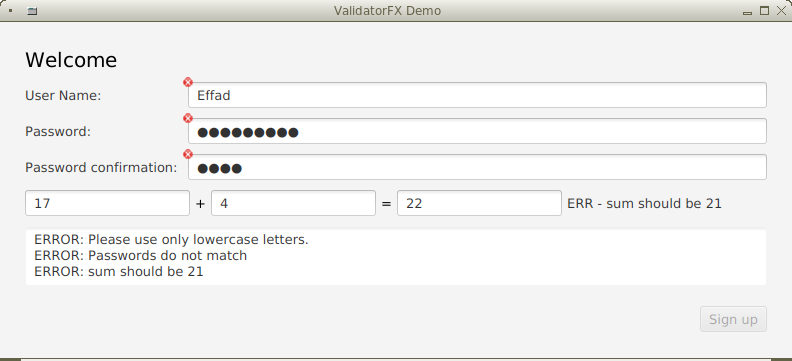 ValidatorFX Demo
Welcome
User Name: Effad
Password: ●●●●●●●●●
Password confirmation: ●●●●
17 + 4 = 22 ERR - sum should be 21
ERROR: Please use only lowercase letters.
ERROR: Passwords do not match
ERROR: sum should be 21
Sign up